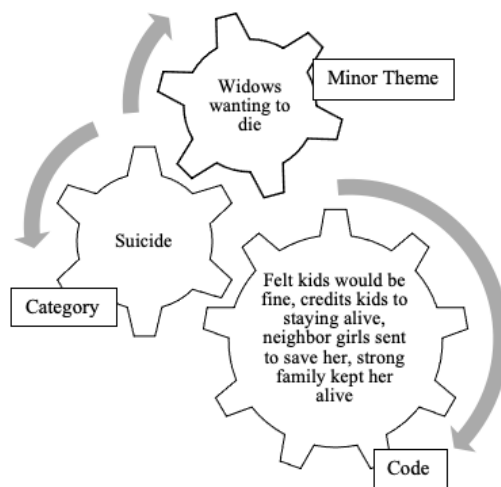 Widows
wanting to
die
Minor Theme
Suicide
Category
Felt kids would be
fine, credits kids to
staying alive,
neighbor girls sent
to save her, strong
family kept her
alive
Code